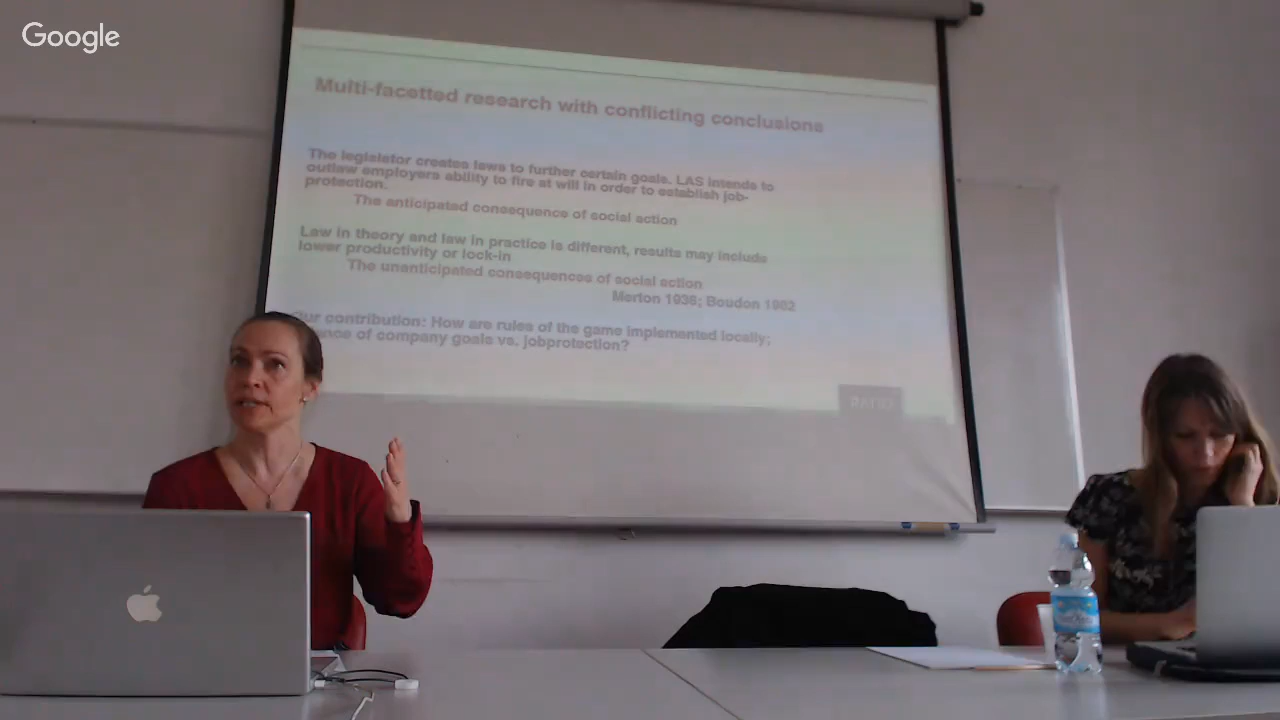 Google
Multi-facetted research with conflicting conclusions
The legislator creates laws to further certain goals. LAS intends to
outlaw employers ability to fire at will in order to establish job-
protection.
The anticipated consequence of social action
Law in theory and law in practice is different, results may include
lower productivity or lock-in
The unanticipated consequences of social action
Merton 1936; Boudon 1982
Our contribution: How are rules of the game implemented locally;
of company goals vs. jobprotection?
RATIO